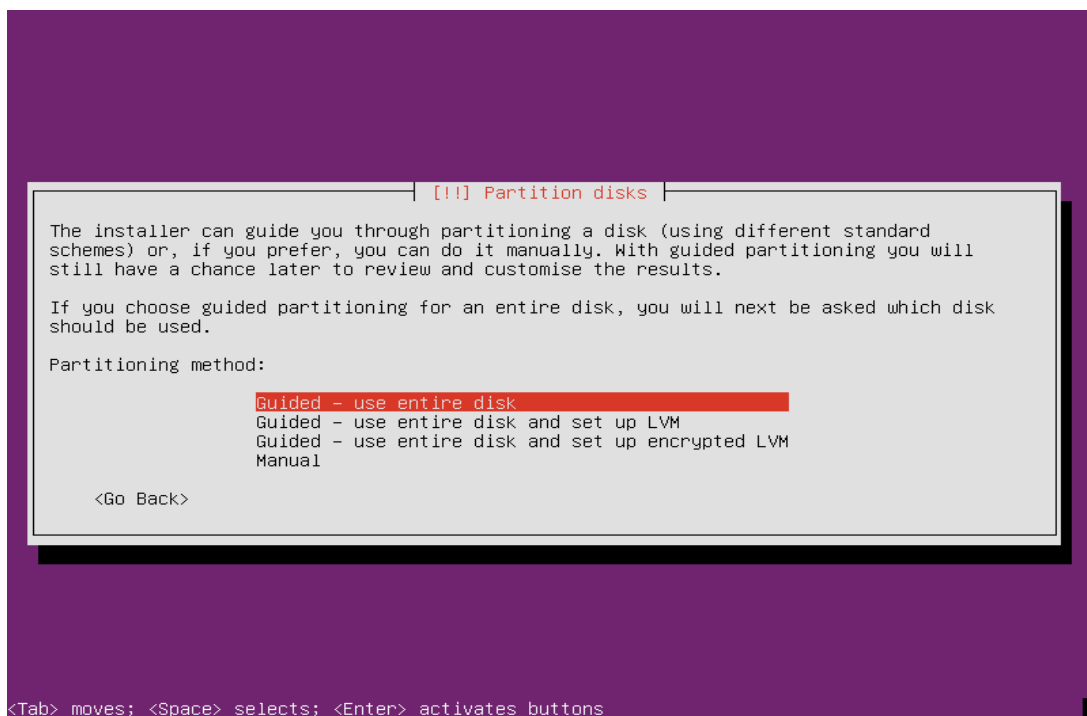 [!!] Partition disks
The installer can guide you through partitioning a disk (using different standard
schemes) or, if you prefer, you can do it manually. With guided partitioning you will
still have a chance later to review and customise the results.
If you choose guided partitioning for an entire disk, you will next be asked which disk
should be used.
Partitioning method:
Guided - use entire disk
Guided - use entire disk and set up LVM
Guided - use entire disk and set up encrypted LVM
Manual
<Go Back>
<Tab> moves; <Space> selects; <Enter> activates buttons